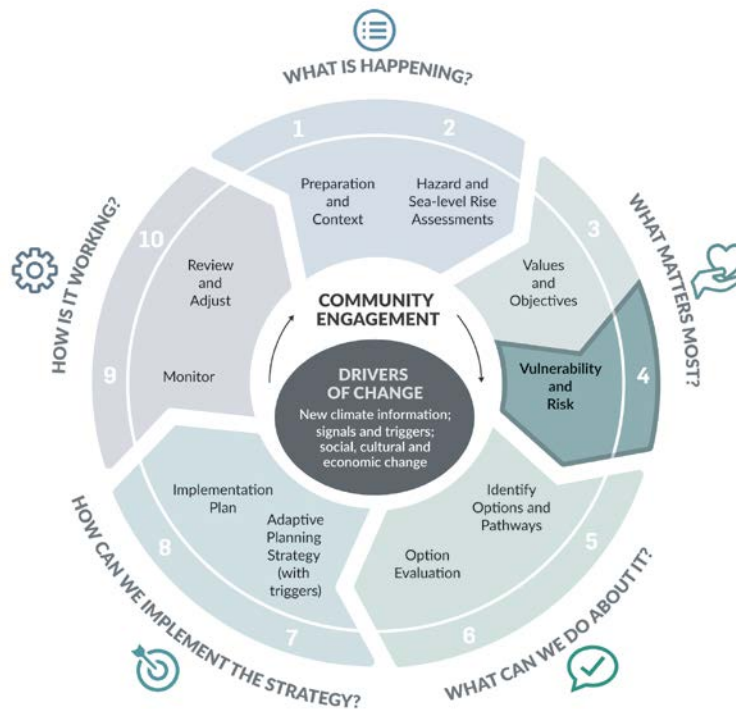 WHAT IS HAPPENING?
1
2
Preparation
and
Context
Hazard and
Sea-level Rise
Assessments
WHAT MATTERS MOST?
3
Values
and
Objectives
4
Vulnerability
and
Risk
WHAT CAN WE DO ABOUT IT?
5
Identify
Options and
Pathways
6
Option
Evaluation
HOW CAN WE IMPLEMENT THE STRATEGY?
7
Adaptive
Planning
Strategy
(with
triggers)
8
Implementation
Plan
HOW IS IT WORKING?
9
Monitor
10
Review
and
Adjust
COMMUNITY
ENGAGEMENT
DRIVERS
OF CHANGE
New climate information;
signals and triggers;
social, cultural and
economic change